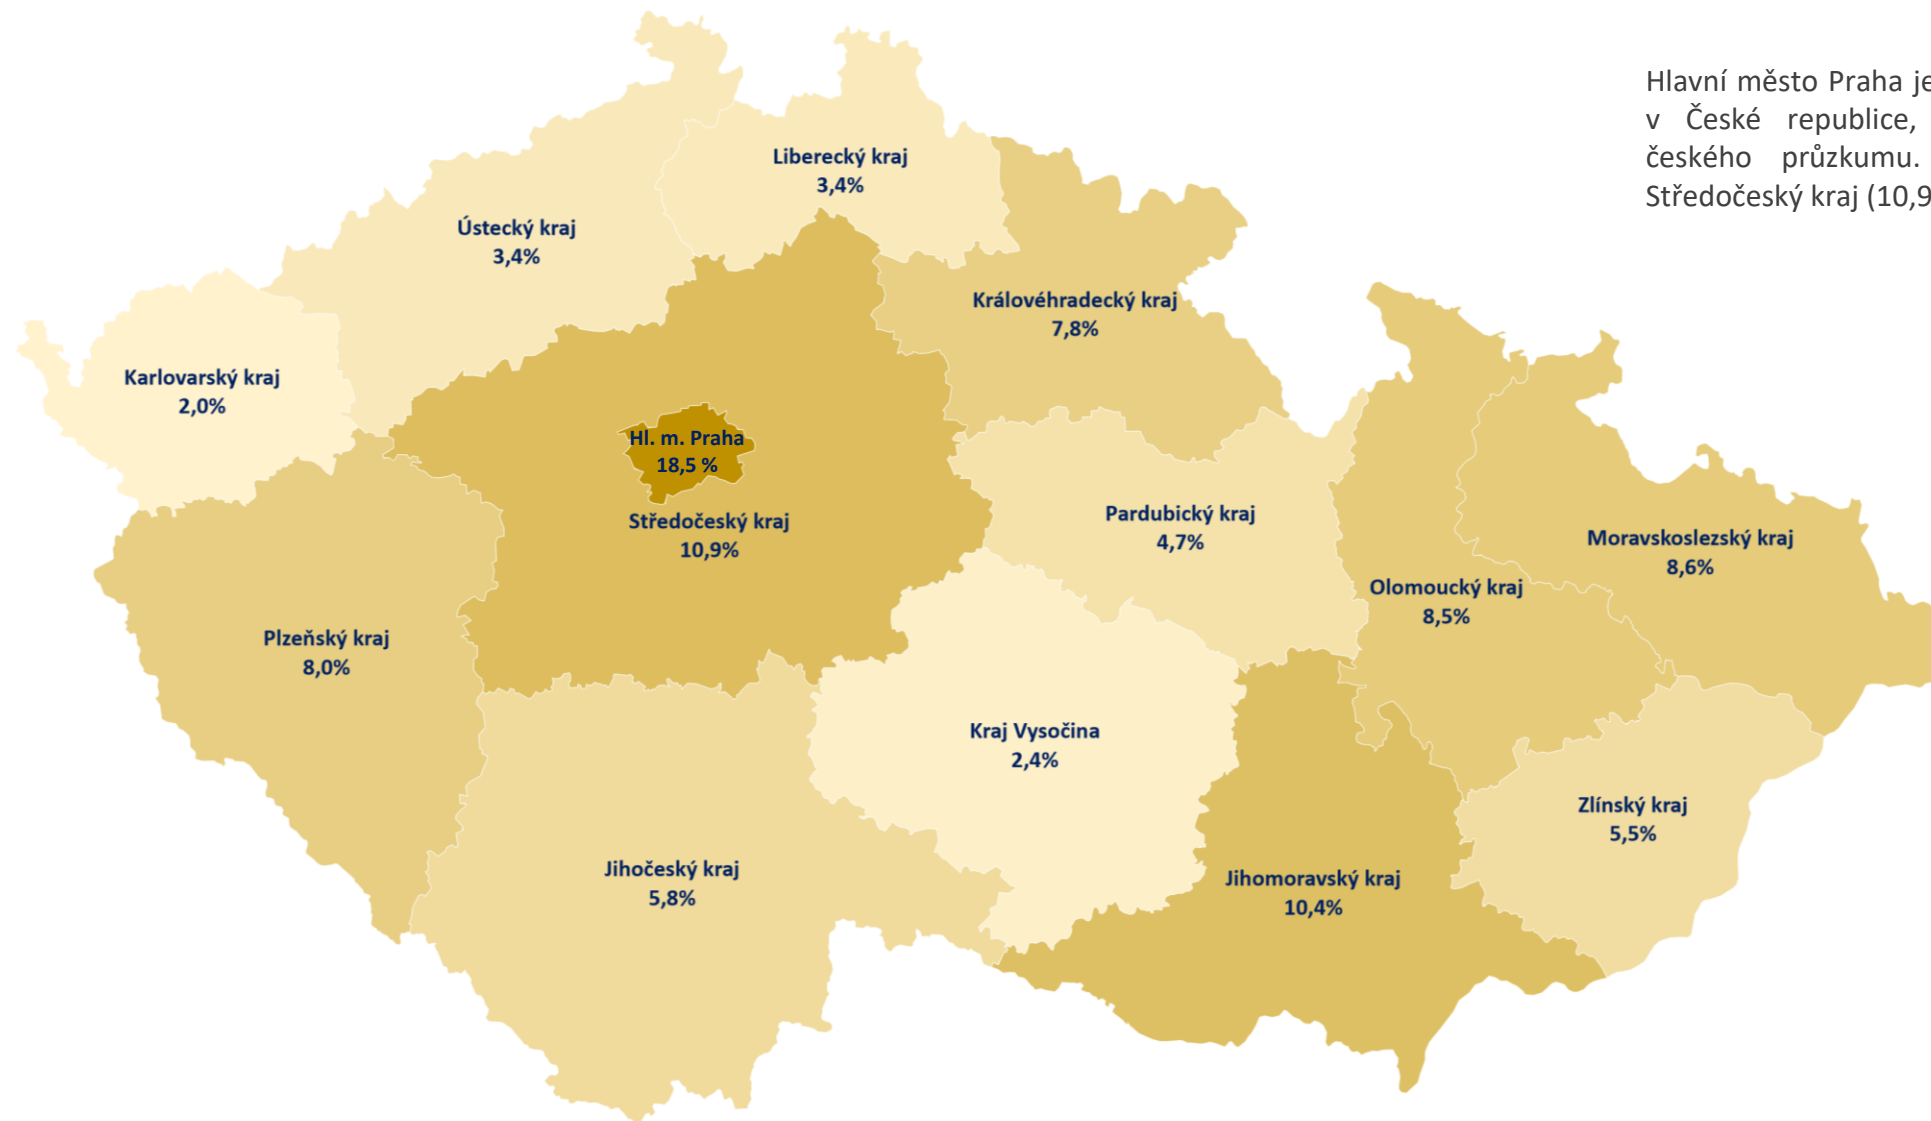 Hlavní město Praha je
v České republice,
českého průzkumu.
Středočeský kraj (10,9
Liberecký kraj
3,4%
Ústecký kraj
3,4%
Královéhradecký kraj
7,8%
Karlovarský kraj
2,0%
Hl. m. Praha
18,5 %
Středočeský kraj
10,9%
Pardubický kraj
4,7%
Moravskoslezský kraj
8,6%
Olomoucký kraj
8,5%
Plzeňský kraj
8,0%
Kraj Vysočina
2,4%
Zlínský kraj
5,5%
Jihočeský kraj
5,8%
Jihomoravský kraj
10,4%